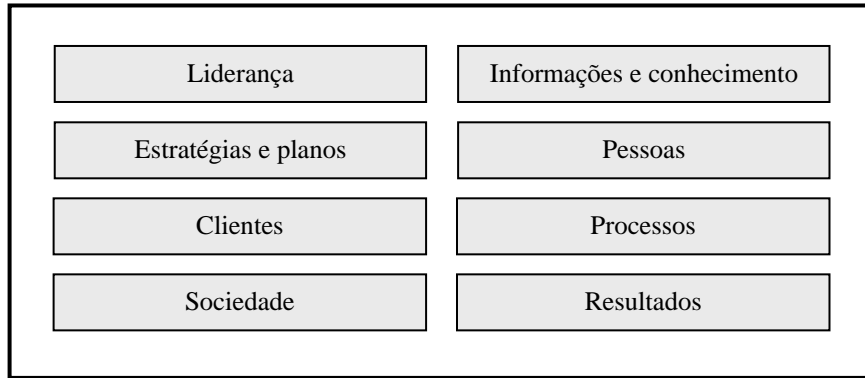 Liderança
Informações e conhecimento
Estratégias e planos
Pessoas
Clientes
Processos
Sociedade
Resultados